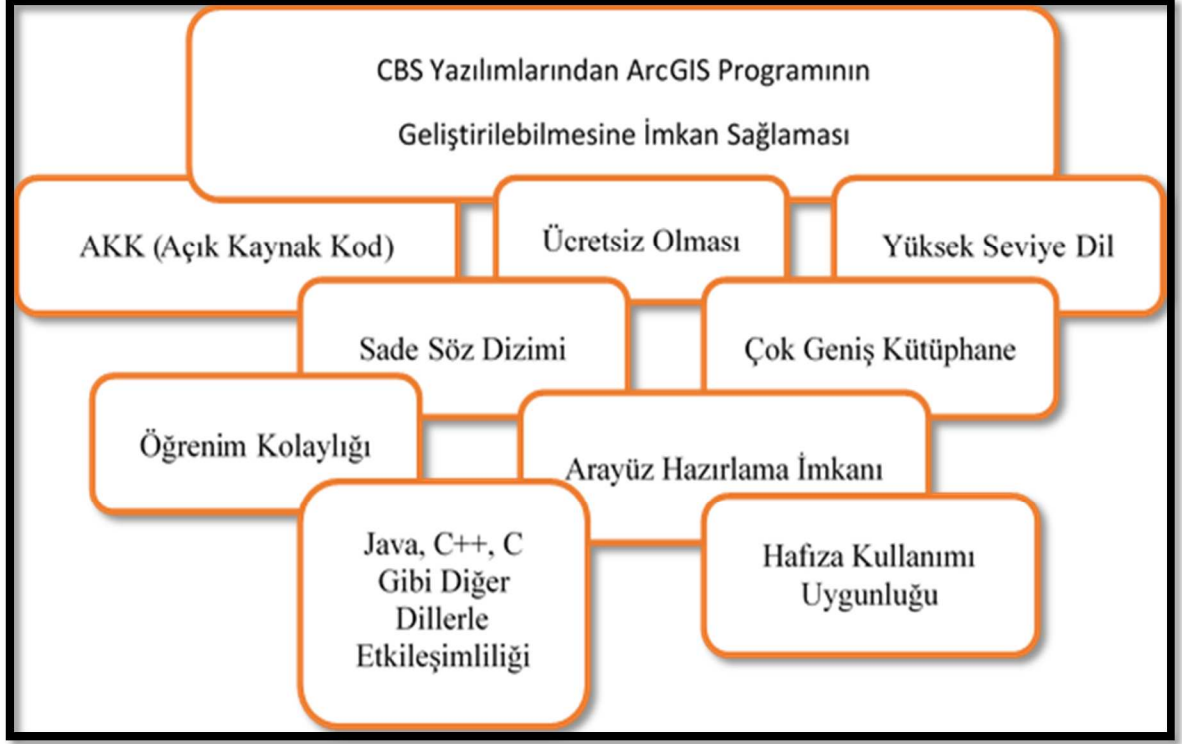 CBS Yazılımlarından ArcGIS Programının
Geliştirilebilmesine İmkan Sağlaması
AKK (Açık Kaynak Kod)
Ücretsiz Olması
Yüksek Seviye Dil
Sade Söz Dizimi
Çok Geniş Kütüphane
Öğrenim Kolaylığı
Arayüz Hazırlama İmkanı
Java, C++, C
Gibi Diğer
Dillerle
Etkileşimliliği
Hafıza Kullanımı
Uygunluğu